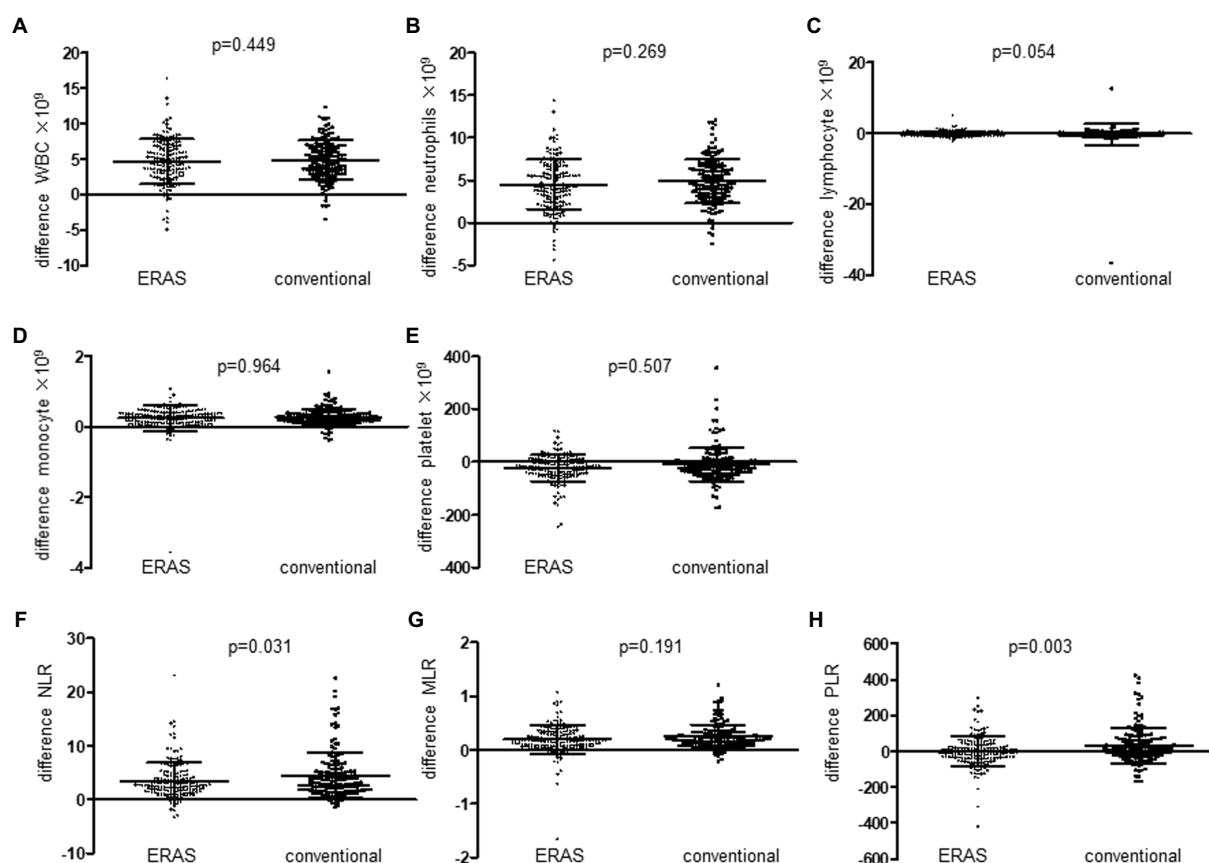 A
p=0.449
difference WBC ×10⁹
20
15
10
5
0
-5
-10
ERAS conventional
B
p=0.269
difference neutrophils ×10⁹
20
15
10
5
0
-5
ERAS conventional
C
p=0.054
difference lymphocyte ×10⁹
20
0
-20
-40
ERAS conventional
D
p=0.964
difference monocyte ×10⁹
2
0
-2
-4
ERAS conventional
E
p=0.507
difference platelet ×10⁹
400
200
0
-200
-400
ERAS conventional
F
p=0.031
difference NLR
30
20
10
0
-10
ERAS conventional
G
p=0.191
difference MLR
2
1
0
-1
-2
ERAS conventional
H
p=0.003
difference PLR
600
400
200
0
-200
-400
-600
ERAS conventional